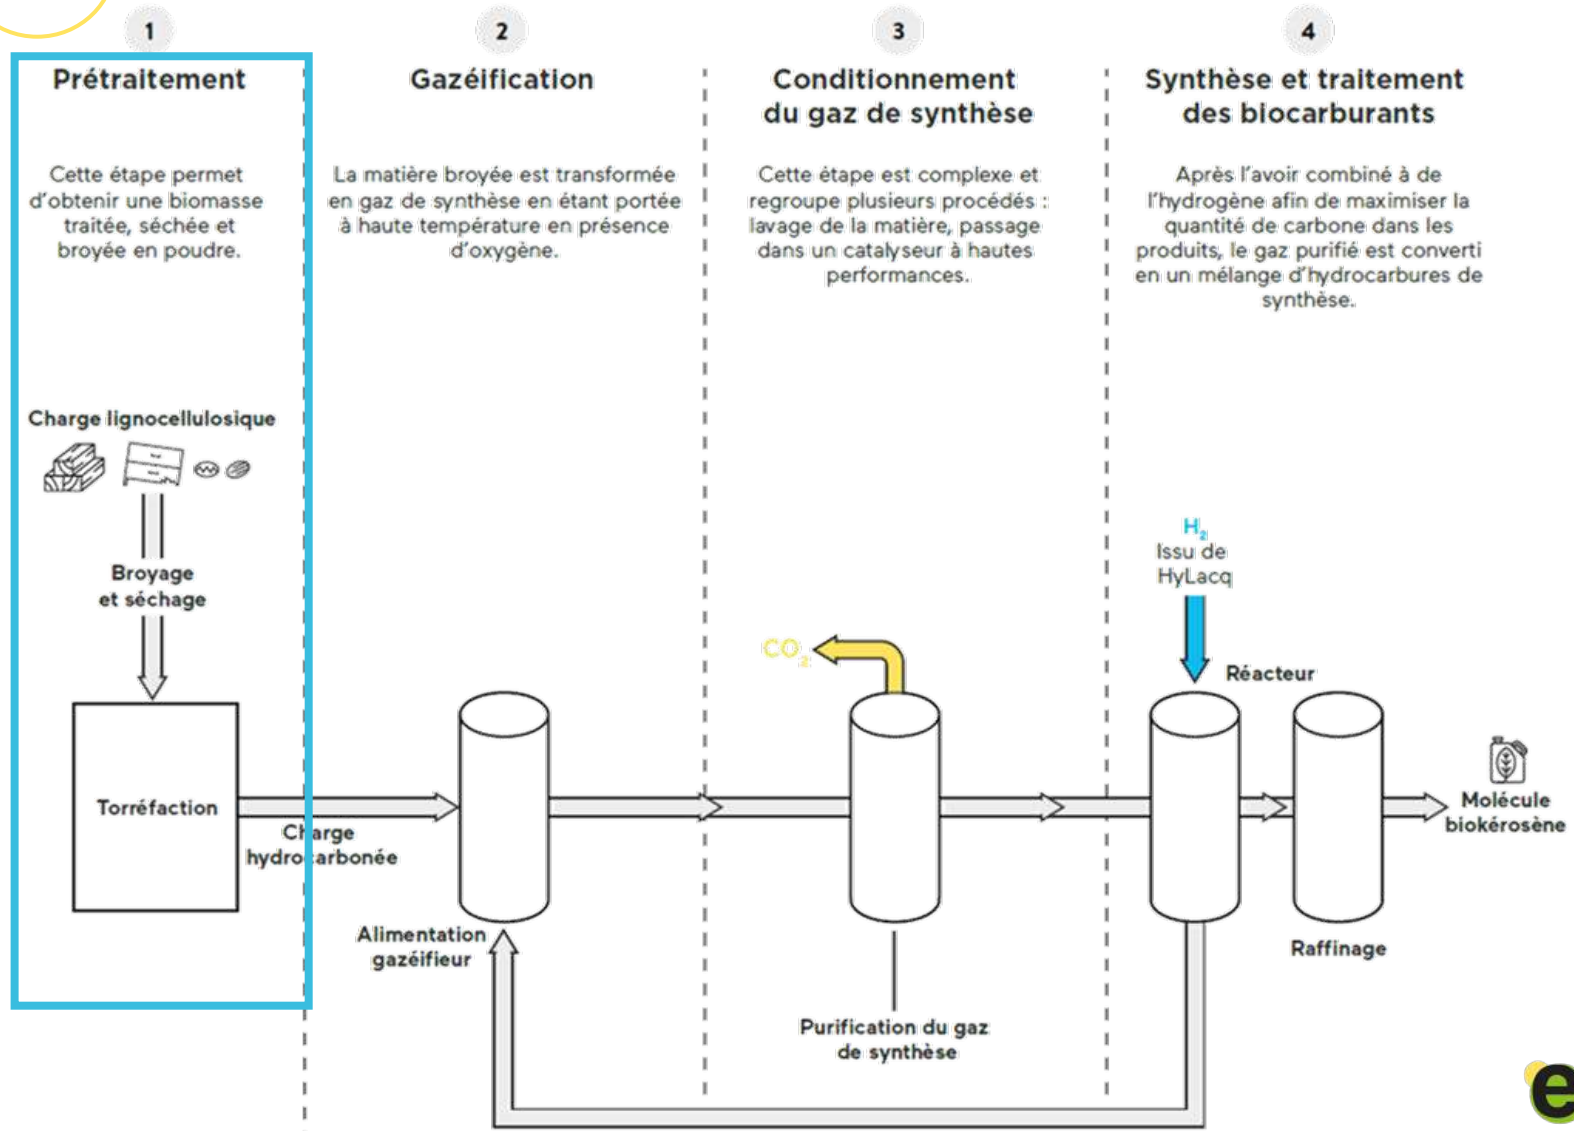 1
Prétraitement
Cette étape permet
d'obtenir une biomasse
traitée, séchée et
broyée en poudre.
Charge lignocellulosique
Broyage
et séchage
Torréfaction
Charge
hydrocarbonée
2
Gazéification
La matière broyée est transformée
en gaz de synthèse en étant portée
à haute température en présence
d'oxygène.
Alimentation
gazéifieur
3
Conditionnement
du gaz de synthèse
Cette étape est complexe et
regroupe plusieurs procédés :
lavage de la matière, passage
dans un catalyseur à hautes
performances.
CO₂
Purification du gaz
de synthèse
4
Synthèse et traitement
des biocarburants
Après l'avoir combiné à de
l'hydrogène afin de maximiser la
quantité de carbone dans les
produits, le gaz purifié est converti
en un mélange d'hydrocarbures de
synthèse.
H₂
Issu de
HyLacq
Réacteur
Raffinage
Molécule
biokérosène
e